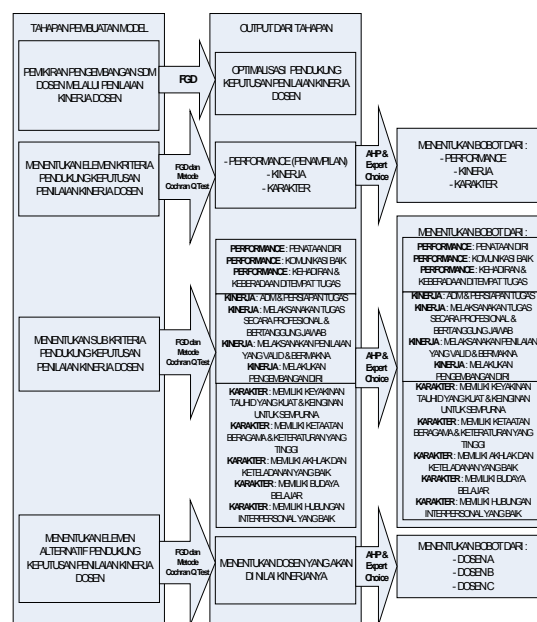 TAHAPAN PEMBUATAN MODEL
OUTPUT DARI TAHAPAN
PEMIKIRAN PENGEMBANGAN SDM
DOSEN MELALUI PENILAIAN
KINERJA DOSEN
FGD
OPTIMALISASI PENDUKUNG
KEPUTUSAN PENILAIAN KINERJA
DOSEN
MENENTUKAN ELEMEN KRITERIA
PENDUKUNG KEPUTUSAN
PENILAIAN KINERJA DOSEN
FGD dan
Metode
Cochran Q Test
- PERFORMANCE (PENAMPILAN)
- KINERJA
- KARAKTER
AHP &
Expert
Choice
MENENTUKAN BOBOT DARI :
- PERFORMANCE
- KINERJA
- KARAKTER
MENENTUKAN SUB KRITERIA
PENDUKUNG KEPUTUSAN
PENILAIAN KINERJA DOSEN
FGD dan
Metode
Cochran Q Test
PERFORMANCE : PENATAAN DIRI
PERFORMANCE : KOMUNIKASI BAIK
PERFORMANCE : KEHADIRAN &
KEBERADAAN DITEMPAT TUGAS
KINERJA : ADM & PERSIAPAN TUGAS
KINERJA : MELAKSANAKAN TUGAS
SECARA PROFESIONAL &
BERTANGGUNG JAWAB
KINERJA : MELAKSANAKAN PENILAIAN
YANG VALID & BERMAKNA
KINERJA : MELAKUKAN
PENGEMBANGAN DIRI
KARAKTER : MEMILIKI KEYAKINAN
TAUHID YANG KUAT & KEINGINAN
UNTUK SEMPURNA
KARAKTER : MEMILIKI KETAATAN
BERAGAMA & KETERATURAN YANG
TINGGI
KARAKTER : MEMILIKI AKHLAK DAN
KETELADANAN YANG BAIK
KARAKTER : MEMILIKI BUDAYA
BELAJAR
KARAKTER : MEMILIKI HUBUNGAN
INTERPERSONAL YANG BAIK
AHP &
Expert
Choice
MENENTUKAN BOBOT DARI :
PERFORMANCE : PENATAAN DIRI
PERFORMANCE : KOMUNIKASI BAIK
PERFORMANCE : KEHADIRAN &
KEBERADAAN DITEMPAT TUGAS
KINERJA : ADM & PERSIAPAN TUGAS
KINERJA : MELAKSANAKAN TUGAS
SECARA PROFESIONAL &
BERTANGGUNG JAWAB
KINERJA : MELAKSANAKAN PENILAIAN
YANG VALID & BERMAKNA
KINERJA : MELAKUKAN
PENGEMBANGAN DIRI
KARAKTER : MEMILIKI KEYAKINAN
TAUHID YANG KUAT & KEINGINAN
UNTUK SEMPURNA
KARAKTER : MEMILIKI KETAATAN
BERAGAMA & KETERATURAN YANG
TINGGI
KARAKTER : MEMILIKI AKHLAK DAN
KETELADANAN YANG BAIK
KARAKTER : MEMILIKI BUDAYA
BELAJAR
KARAKTER : MEMILIKI HUBUNGAN
INTERPERSONAL YANG BAIK
MENENTUKAN ELEMEN
ALTERNATIF PENDUKUNG
KEPUTUSAN PENILAIAN KINERJA
DOSEN
FGD dan
Metode
Cochran Q Test
MENENTUKAN DOSEN YANG AKAN
DI NILAI KINERJANYA
AHP &
Expert
Choice
MENENTUKAN BOBOT DARI :
- DOSEN A
- DOSEN B
- DOSEN C